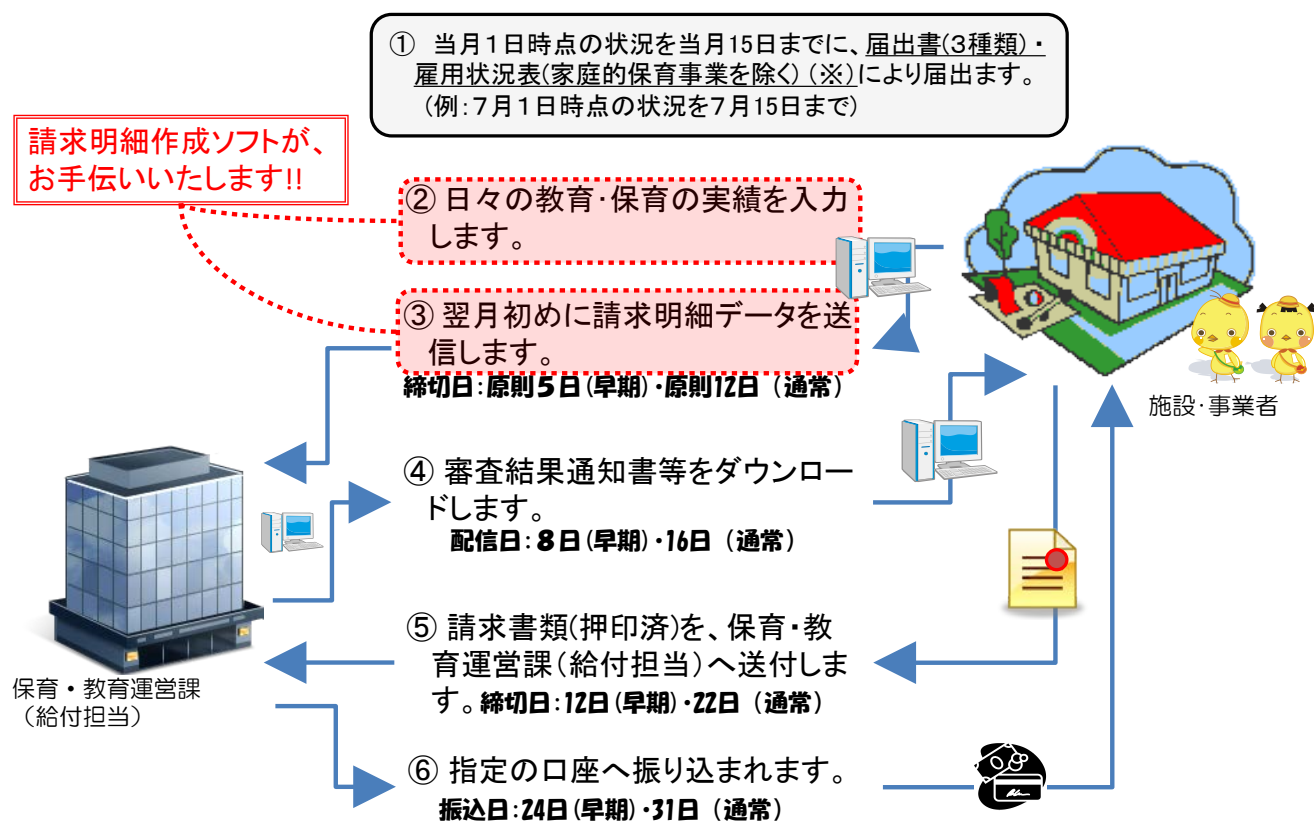 ① 当月1日時点の状況を当月15日までに、届出書(3種類)・
雇用状況表(家庭的保育事業を除く)(※)により届出ます。
(例:7月1日時点の状況を7月15日まで)
請求明細作成ソフトが、
お手伝いいたします!!
② 日々の教育・保育の実績を入力
します。
③ 翌月初めに請求明細データを送
信します。
締切日:原則5日(早期)・原則12日(通常)
施設・事業者
④ 審査結果通知書等をダウンロー
ドします。
配信日:8日(早期)・16日(通常)
⑤ 請求書類(押印済)を、保育・教
育運営課(給付担当)へ送付しま
す。締切日:12日(早期)・22日(通常)
保育・教育運営課
(給付担当)
⑥ 指定の口座へ振り込まれます。
振込日:24日(早期)・31日(通常)